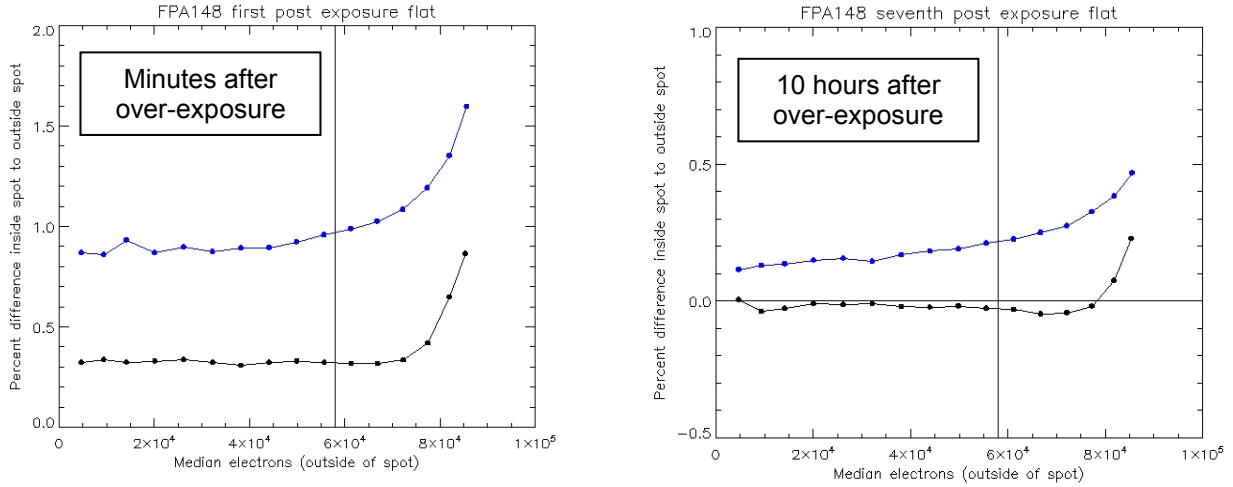 FPA148 first post exposure flat
Minutes after
over-exposure
Percent difference inside spot to outside spot
2.0
1.5
1.0
0.5
0.0
0
2×10⁴
4×10⁴
6×10⁴
8×10⁴
1×10⁵
Median electrons (outside of spot)
FPA148 seventh post exposure flat
10 hours after
over-exposure
Percent difference inside spot to outside spot
1.0
0.5
0.0
−0.5
0
2×10⁴
4×10⁴
6×10⁴
8×10⁴
1×10⁵
Median electrons (outside of spot)